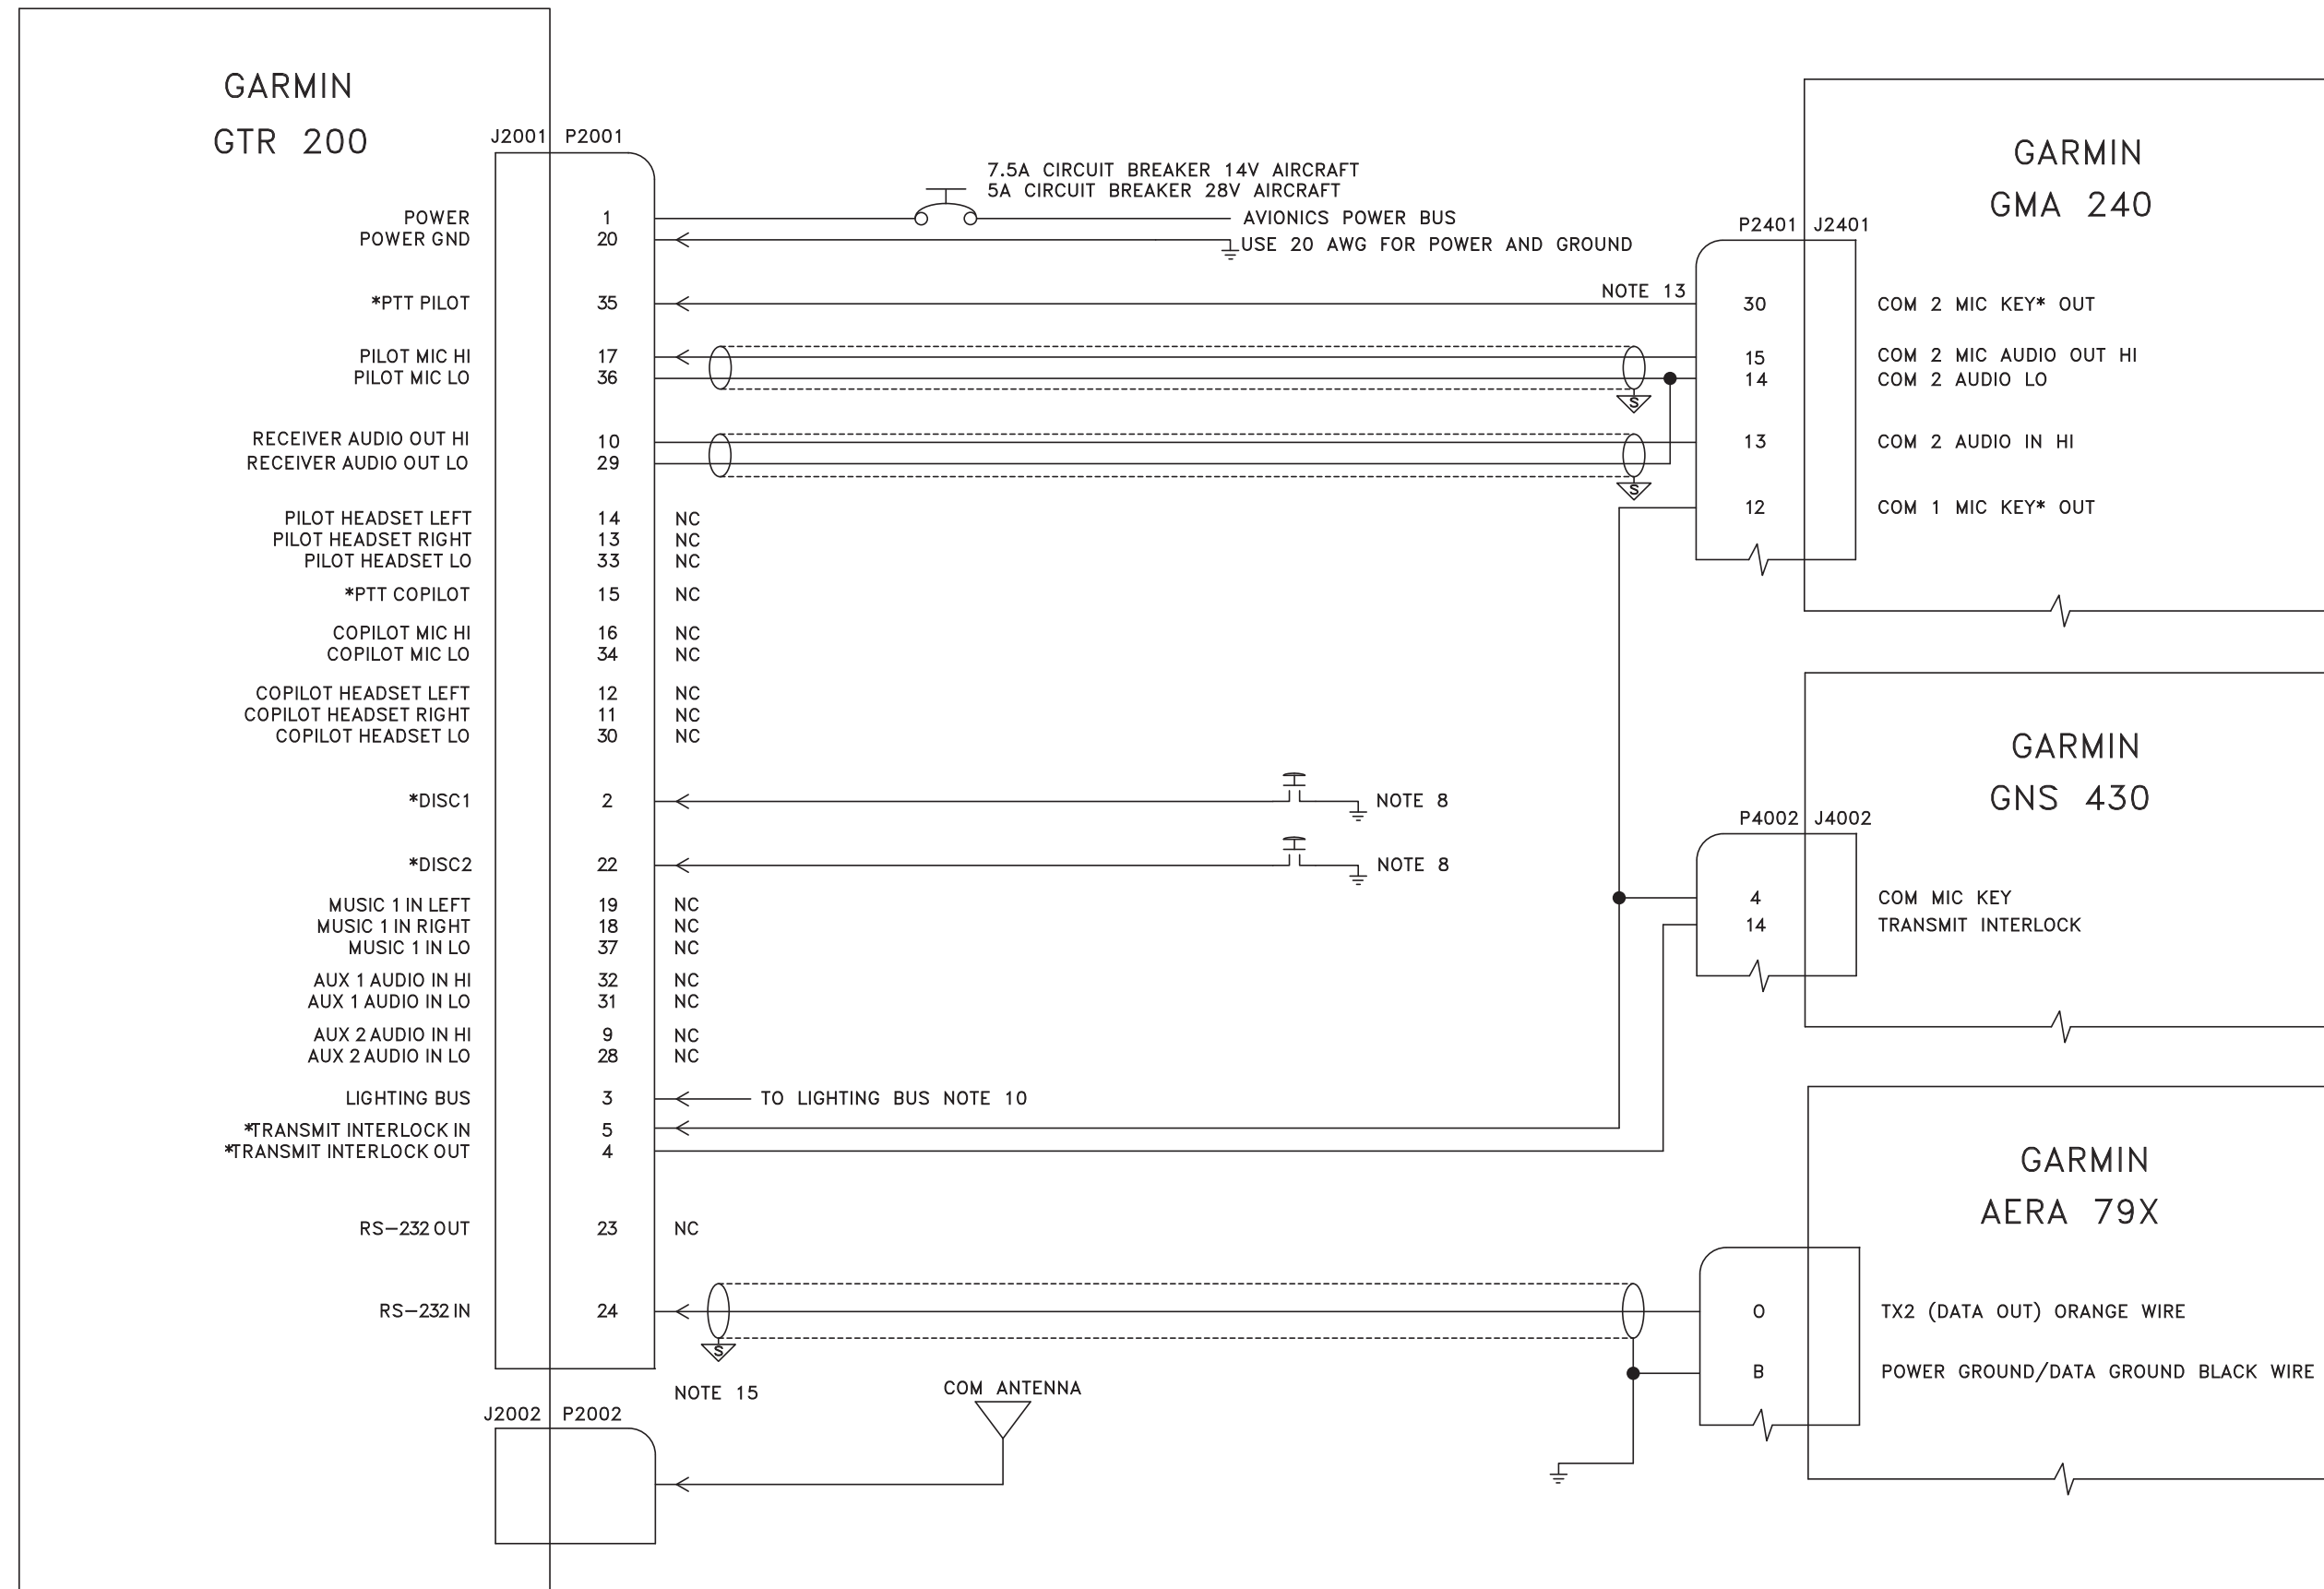 GARMIN
GTR 200
J2001 P2001
7.5A CIRCUIT BREAKER 14V AIRCRAFT
5A CIRCUIT BREAKER 28V AIRCRAFT
POWER 1 AVIONICS POWER BUS
POWER GND 20 USE 20 AWG FOR POWER AND GROUND
*PTT PILOT 35 NOTE 13
PILOT MIC HI 17
PILOT MIC LO 36
S
RECEIVER AUDIO OUT HI 10
RECEIVER AUDIO OUT LO 29
S
PILOT HEADSET LEFT 14 NC
PILOT HEADSET RIGHT 13 NC
PILOT HEADSET LO 33 NC
*PTT COPILOT 15 NC
COPILOT MIC HI 16 NC
COPILOT MIC LO 34 NC
COPILOT HEADSET LEFT 12 NC
COPILOT HEADSET RIGHT 11 NC
COPILOT HEADSET LO 30 NC
*DISC1 2 NOTE 8
*DISC2 22 NOTE 8
MUSIC 1 IN LEFT 19 NC
MUSIC 1 IN RIGHT 18 NC
MUSIC 1 IN LO 37 NC
AUX 1 AUDIO IN HI 32 NC
AUX 1 AUDIO IN LO 31 NC
AUX 2 AUDIO IN HI 9 NC
AUX 2 AUDIO IN LO 28 NC
LIGHTING BUS 3 TO LIGHTING BUS NOTE 10
*TRANSMIT INTERLOCK IN 5
*TRANSMIT INTERLOCK OUT 4
RS-232 OUT 23 NC
RS-232 IN 24
S
NOTE 15
J2002 P2002
COM ANTENNA
GARMIN
GMA 240
P2401 J2401
30 COM 2 MIC KEY* OUT
15 COM 2 MIC AUDIO OUT HI
14 COM 2 AUDIO LO
13 COM 2 AUDIO IN HI
12 COM 1 MIC KEY* OUT
GARMIN
GNS 430
P4002 J4002
4 COM MIC KEY
14 TRANSMIT INTERLOCK
GARMIN
AERA 79X
O TX2 (DATA OUT) ORANGE WIRE
B POWER GROUND/DATA GROUND BLACK WIRE